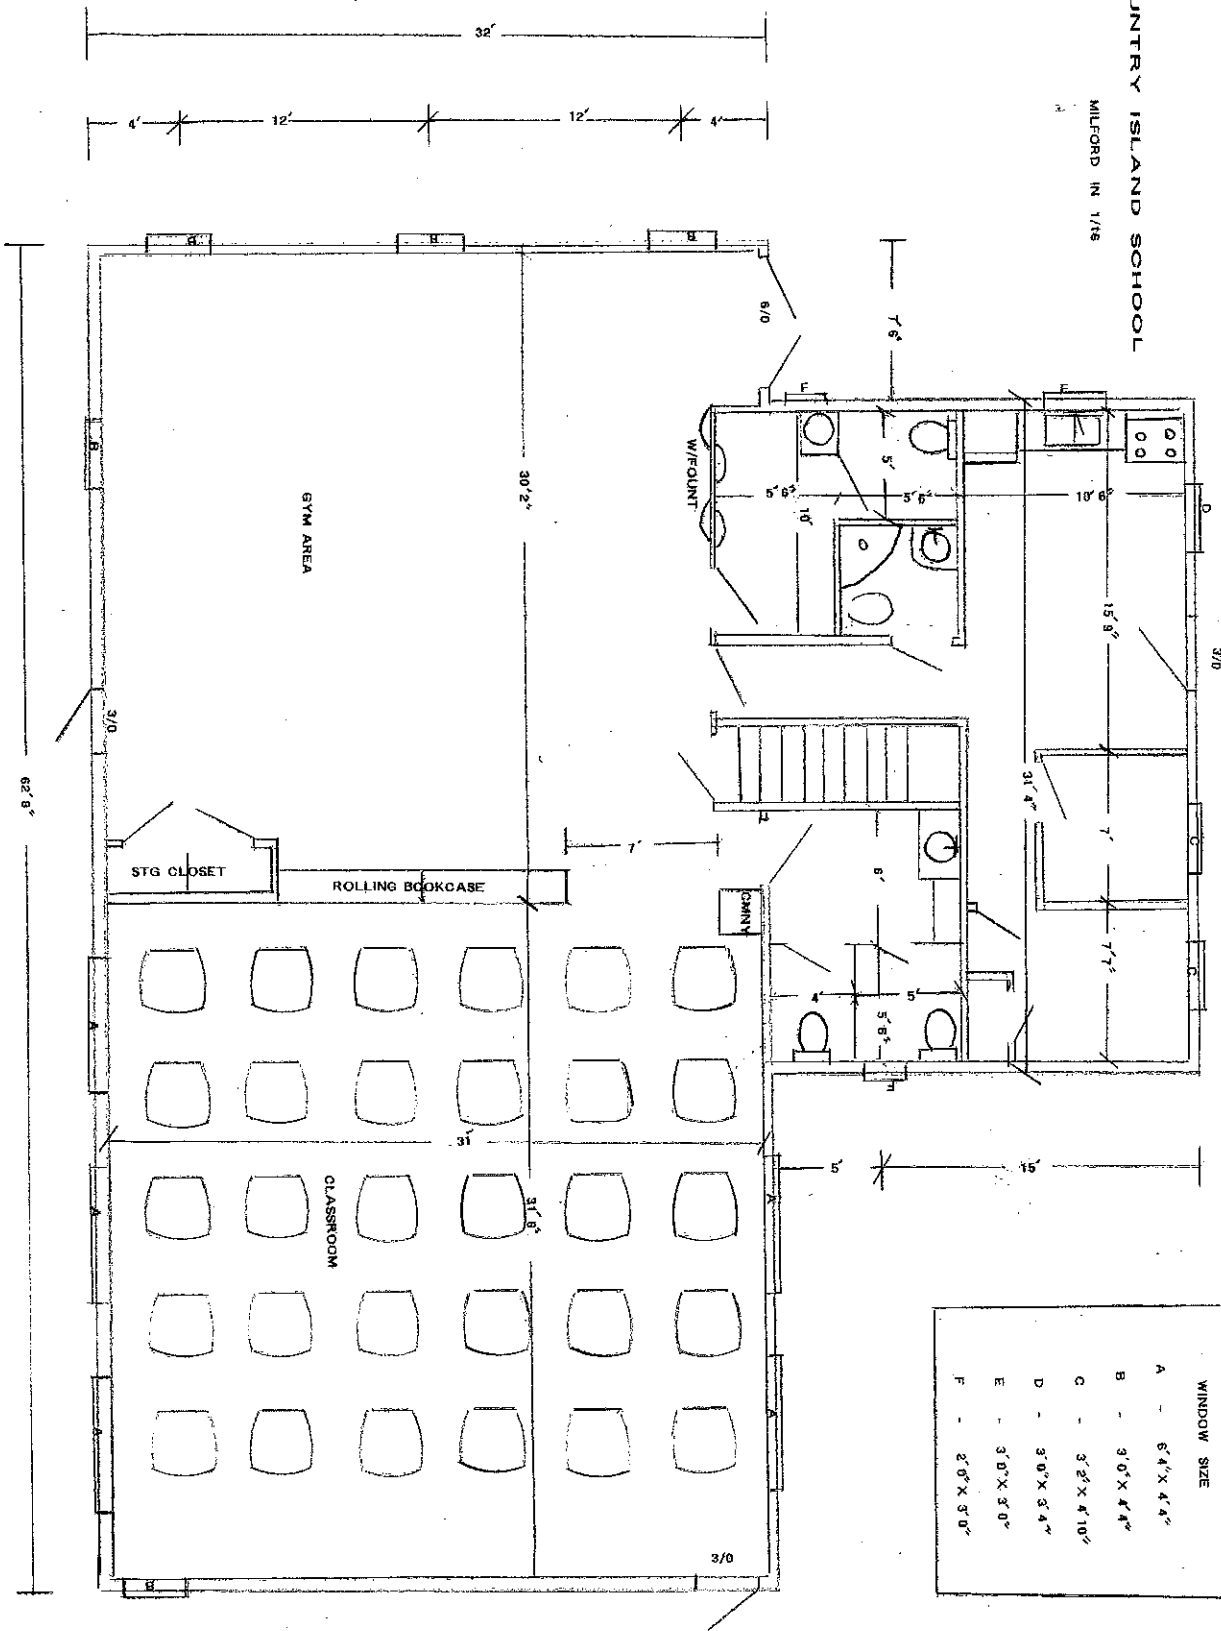 UNTRY ISLAND SCHOOL
MILFORD IN 1/16
32'
4'
12'
12'
4'
B
B
B
6/0
7'6"
F
E
W/FOUNT
5'
5'6"
5'6"
10'
10'6"
D
B
GYM AREA
30'2"
15'9"
3/0
3/0
62'8"
31'4"
7'
C
7'
6'
STG CLOSET
ROLLING BOOKCASE
CMNY
7'7"
C
4'
5'
5'8"
F
A
31'
5'
15'
A
A
CLASSROOM
31'8"
A
A
3/0
B
WINDOW SIZE
A - 6'4" X 4'4"
B - 3'0" X 4'4"
C - 3'2" X 4'10"
D - 3'0" X 3'4"
E - 3'0" X 3'0"
F - 2'0" X 3'0"